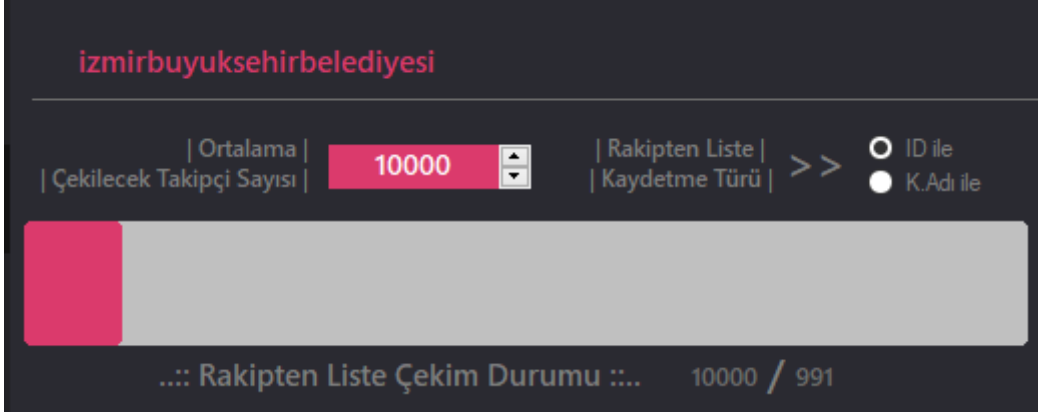 izmirbuyuksehirbelediyesi
| Ortalama |
| Çekilecek Takipçi Sayısı |
10000
| Rakipten Liste |
| Kaydetme Türü |
>>
ID ile
K.Adı ile
..:: Rakipten Liste Çekim Durumu ::.. 10000 / 991